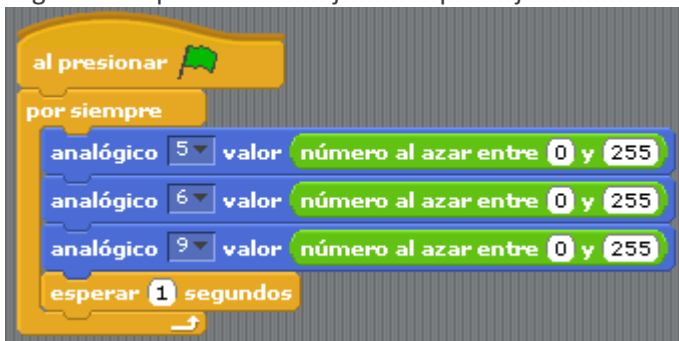 al presionar
por siempre
analógico 5 valor número al azar entre 0 y 255
analógico 6 valor número al azar entre 0 y 255
analógico 9 valor número al azar entre 0 y 255
esperar 1 segundos